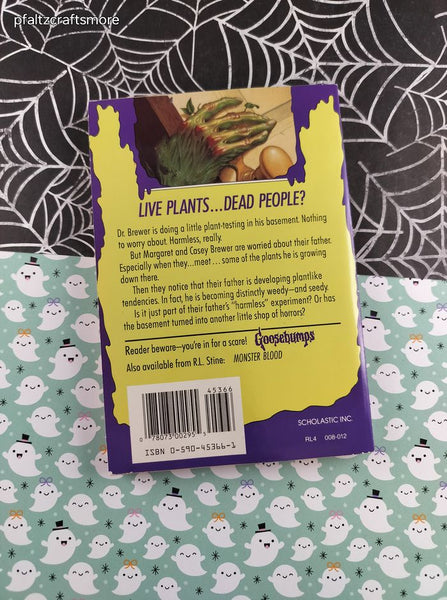 pfaltzcraftsmore
LIVE PLANTS...DEAD PEOPLE?
Dr. Brewer is doing a little plant-testing in his basement. Nothing
to worry about. Harmless, really.
But Margaret and Casey Brewer are worried about their father.
Especially when they...meet...some of the plants he is growing
down there.
Then they notice that their father is developing plantlike
tendencies. In fact, he is becoming distinctly weedy—and seedy.
Is it just part of their father's "harmless" experiment? Or has
the basement turned into another little shop of horrors?
Reader beware—you're in for a scare! Goosebumps
Also available from R.L. Stine: MONSTER BLOOD
45366
0 78073 00295
ISBN 0-590-45366-1
SCHOLASTIC INC.
RL4 008-012